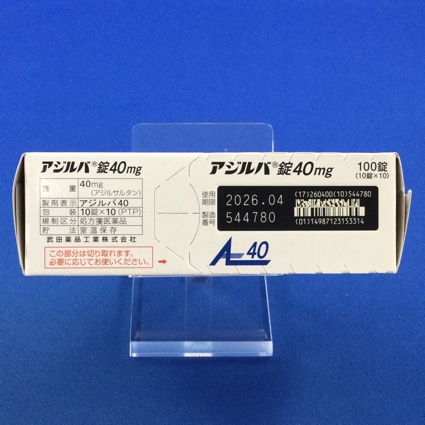 アジルバ®錠40mg
含量 40mg (アジルサルタン)
製剤表示 アジルバ40
包装 10錠×10(PTP)
規制区分 処方箋医薬品
貯法 室温保存
武田薬品工業株式会社
この部分は切り取れます。
必要に応じてお使いください。
アジルバ®錠40mg
100錠
(10錠×10)
使用期限 2026.04
製造番号 544780
(17)260400(10)544780
(01)14987123153314
AL 40